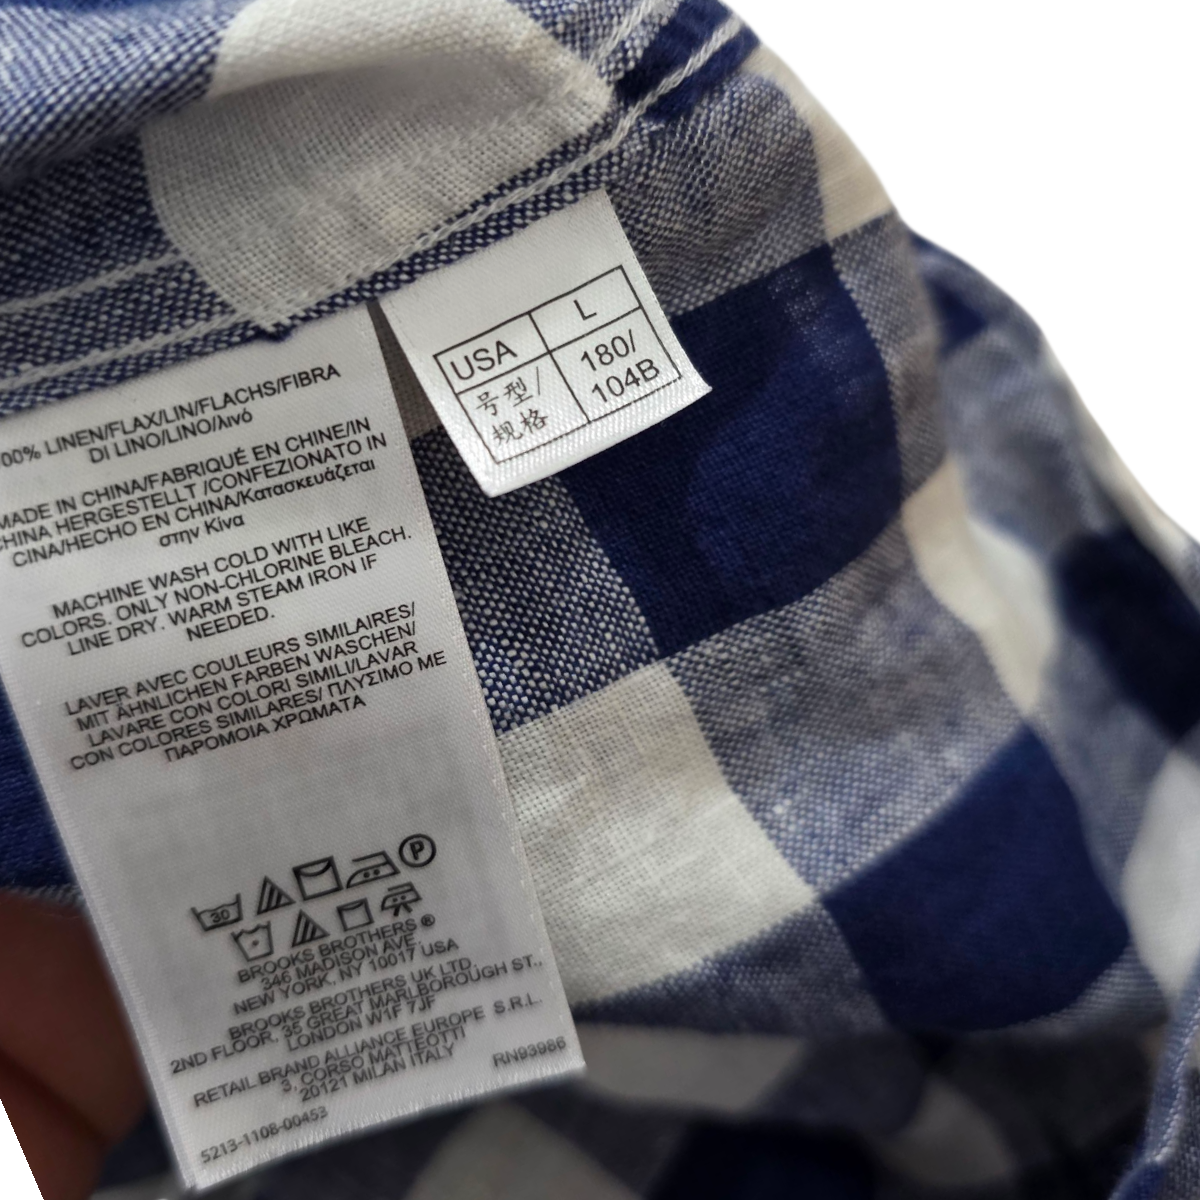 00% LINEN/FLAX/LIN/FLACHS/FIBRA
DI LINO/LINO/λινό
MADE IN CHINA/FABRIQUÉ EN CHINE/IN
CHINA HERGESTELLT /CONFEZIONATO IN
CINA/HECHO EN CHINA/Κατασκευάζεται
στην Κίνα
MACHINE WASH COLD WITH LIKE
COLORS. ONLY NON-CHLORINE BLEACH.
LINE DRY. WARM STEAM IRON IF
NEEDED.
LAVER AVEC COULEURS SIMILAIRES/
MIT ÄHNLICHEN FARBEN WASCHEN/
LAVARE CON COLORI SIMILI/LAVAR
CON COLORES SIMILARES/ ΠΛΥΣΙΜΟ ΜΕ
ΠΑΡΟΜΟΙΑ ΧΡΩΜΑΤΑ
30 P
BROOKS BROTHERS®
346 MADISON AVE.
NEW YORK, NY 10017 USA
BROOKS BROTHERS UK LTD.
2ND FLOOR, 35 GREAT MARLBOROUGH ST.,
LONDON W1F 7JF
RETAIL BRAND ALLIANCE EUROPE S.R.L.
3, CORSO MATTEOTTI
20121 MILAN ITALY
RN93986
5213-1108-00453
USA L
号型/ 180/
规格 104B